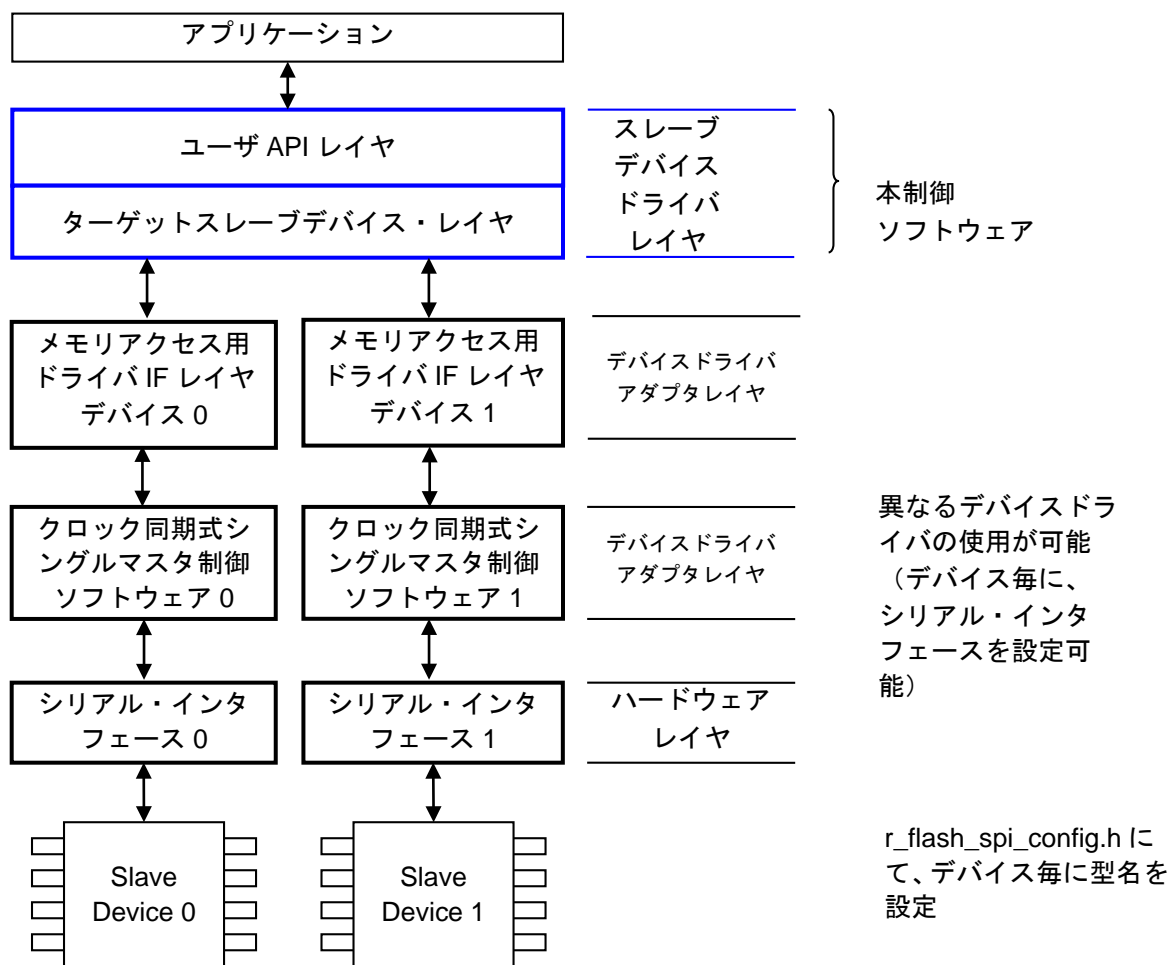 アプリケーション
ユーザ API レイヤ
ターゲットスレーブデバイス・レイヤ
スレーブ
デバイス
ドライバ
レイヤ
本制御
ソフトウェア
メモリアクセス用
ドライバ IF レイヤ
デバイス 0
メモリアクセス用
ドライバ IF レイヤ
デバイス 1
デバイスドライバ
アダプタレイヤ
クロック同期式シ
ングルマスタ制御
ソフトウェア 0
クロック同期式シ
ングルマスタ制御
ソフトウェア 1
デバイスドライバ
アダプタレイヤ
異なるデバイスドラ
イバの使用が可能
（デバイス毎に、
シリアル・インタ
フェースを設定可
能）
シリアル・インタ
フェース 0
シリアル・インタ
フェース 1
ハードウェア
レイヤ
Slave
Device 0
Slave
Device 1
r_flash_spi_config.h に
て、デバイス毎に型名を
設定